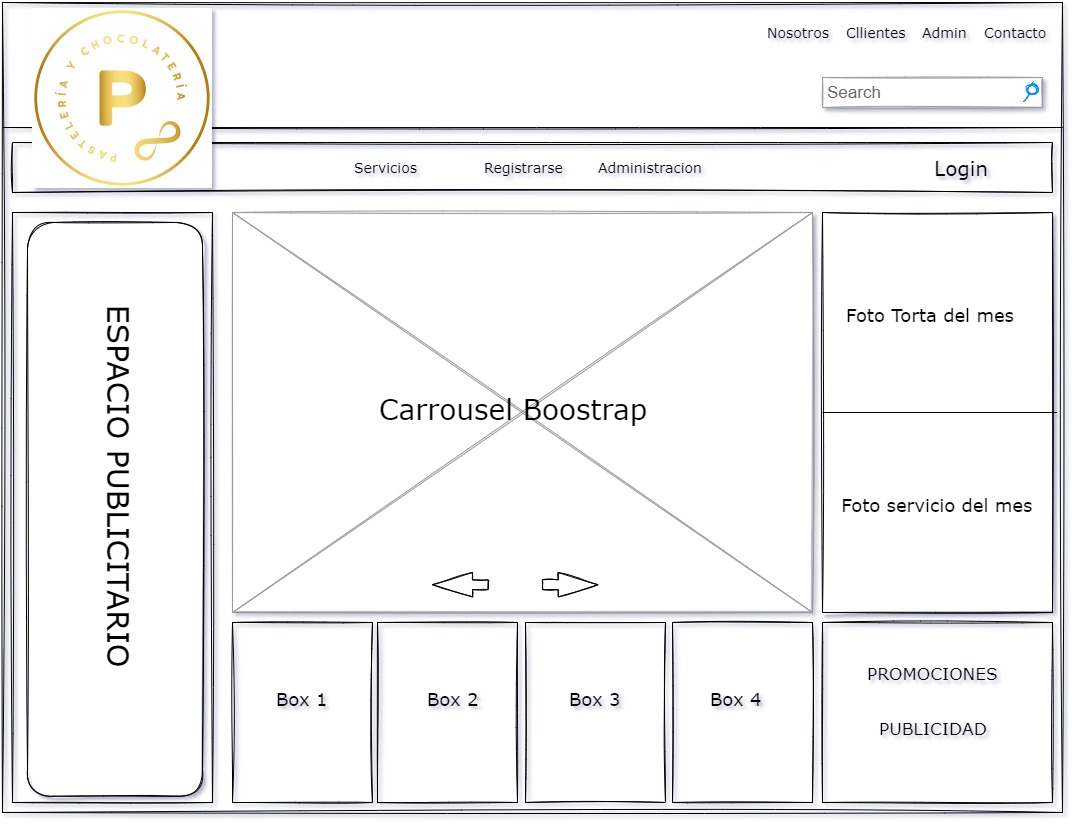 Nosotros Cllientes Admin Contacto
PASTELERÍA Y CHOCOLATERÍA
P
Search
Servicios Registrarse Administracion Login
ESPACIO PUBLICITARIO
Carrousel Boostrap
Foto Torta del mes
Foto servicio del mes
Box 1 Box 2 Box 3 Box 4
PROMOCIONES
PUBLICIDAD